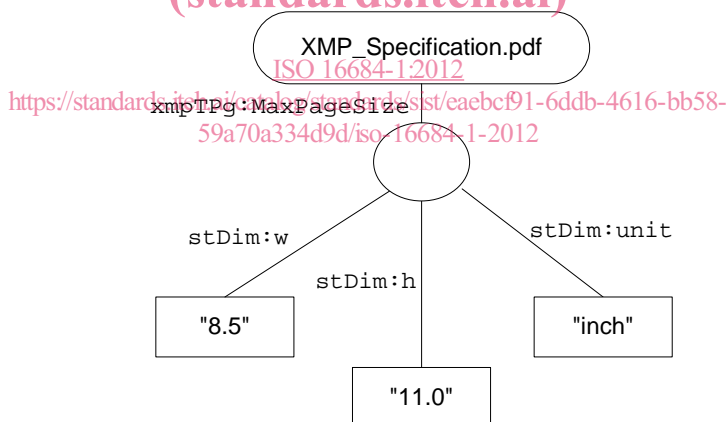 (standards.iteh.ai)
XMP_Specification.pdf
ISO 16684-1:2012
https://standards.iteh.ai/catalog/standards/sist/eaebcf91-6ddb-4616-bb58-
xmpTPg:MaxPageSize
59a70a334d9d/iso-16684-1-2012
stDim:w
stDim:unit
stDim:h
"8.5"
"inch"
"11.0"